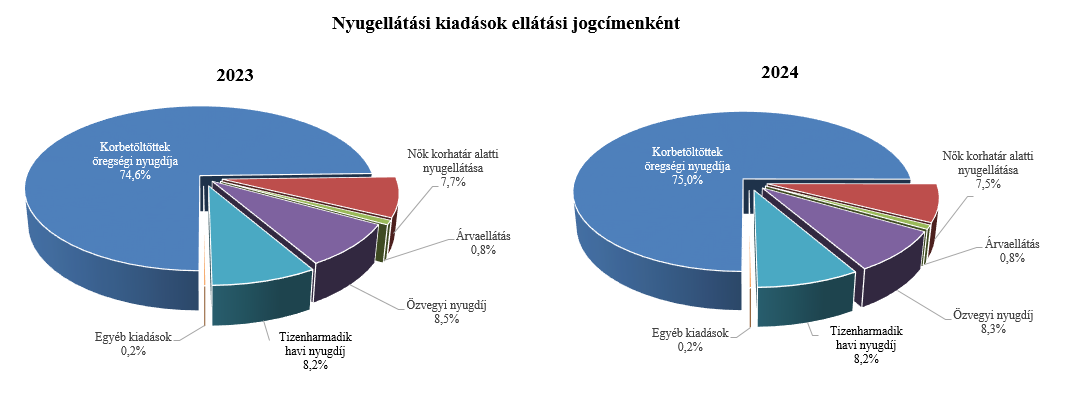 Nyugellátási kiadások ellátási jogcímenként
2023
Korbetöltöttek
öregségi nyugdíja
74,6%
Nők korhatár alatti
nyugellátása
7,7%
Árvaellátás
0,8%
Özvegyi nyugdíj
8,5%
Tizenharmadik
havi nyugdíj
8,2%
Egyéb kiadások
0,2%
2024
Korbetöltöttek
öregségi nyugdíja
75,0%
Nők korhatár alatti
nyugellátása
7,5%
Árvaellátás
0,8%
Özvegyi nyugdíj
8,3%
Tizenharmadik
havi nyugdíj
8,2%
Egyéb kiadások
0,2%